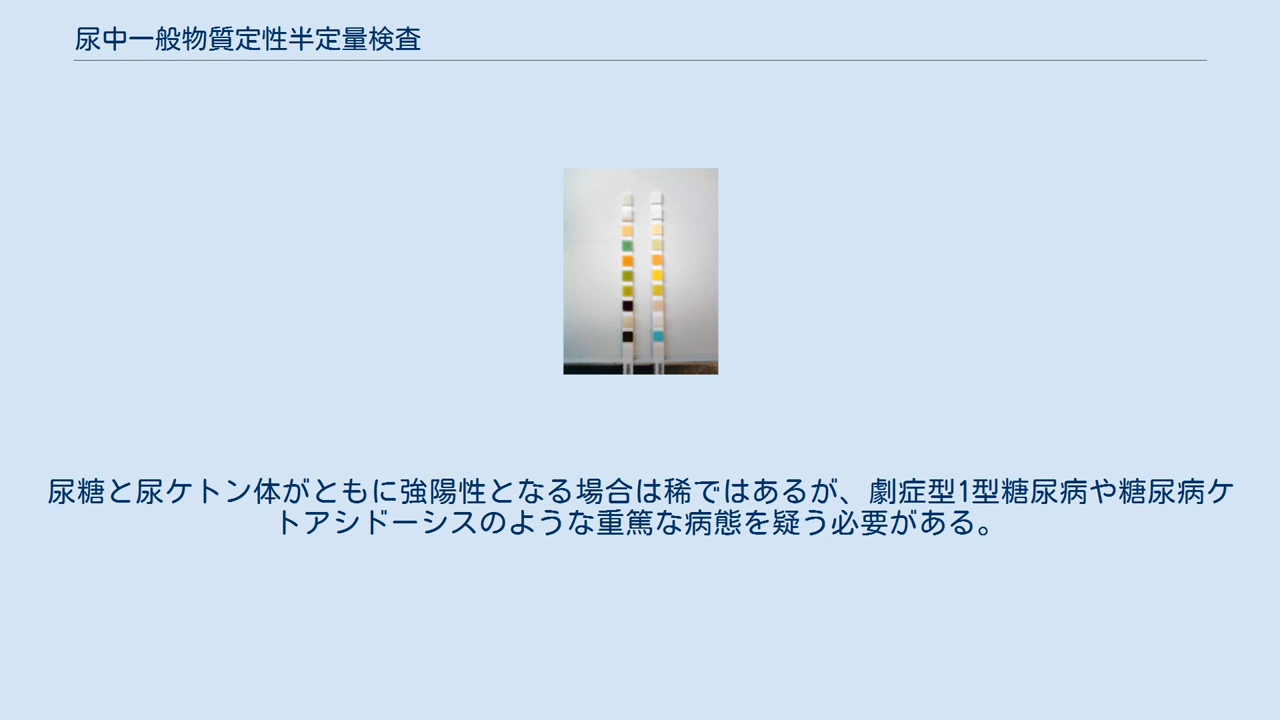 尿中一般物質定性半定量検査
尿糖と尿ケトン体がともに強陽性となる場合は稀ではあるが、劇症型1型糖尿病や糖尿病ケ
トアシドーシスのような重篤な病態を疑う必要がある。